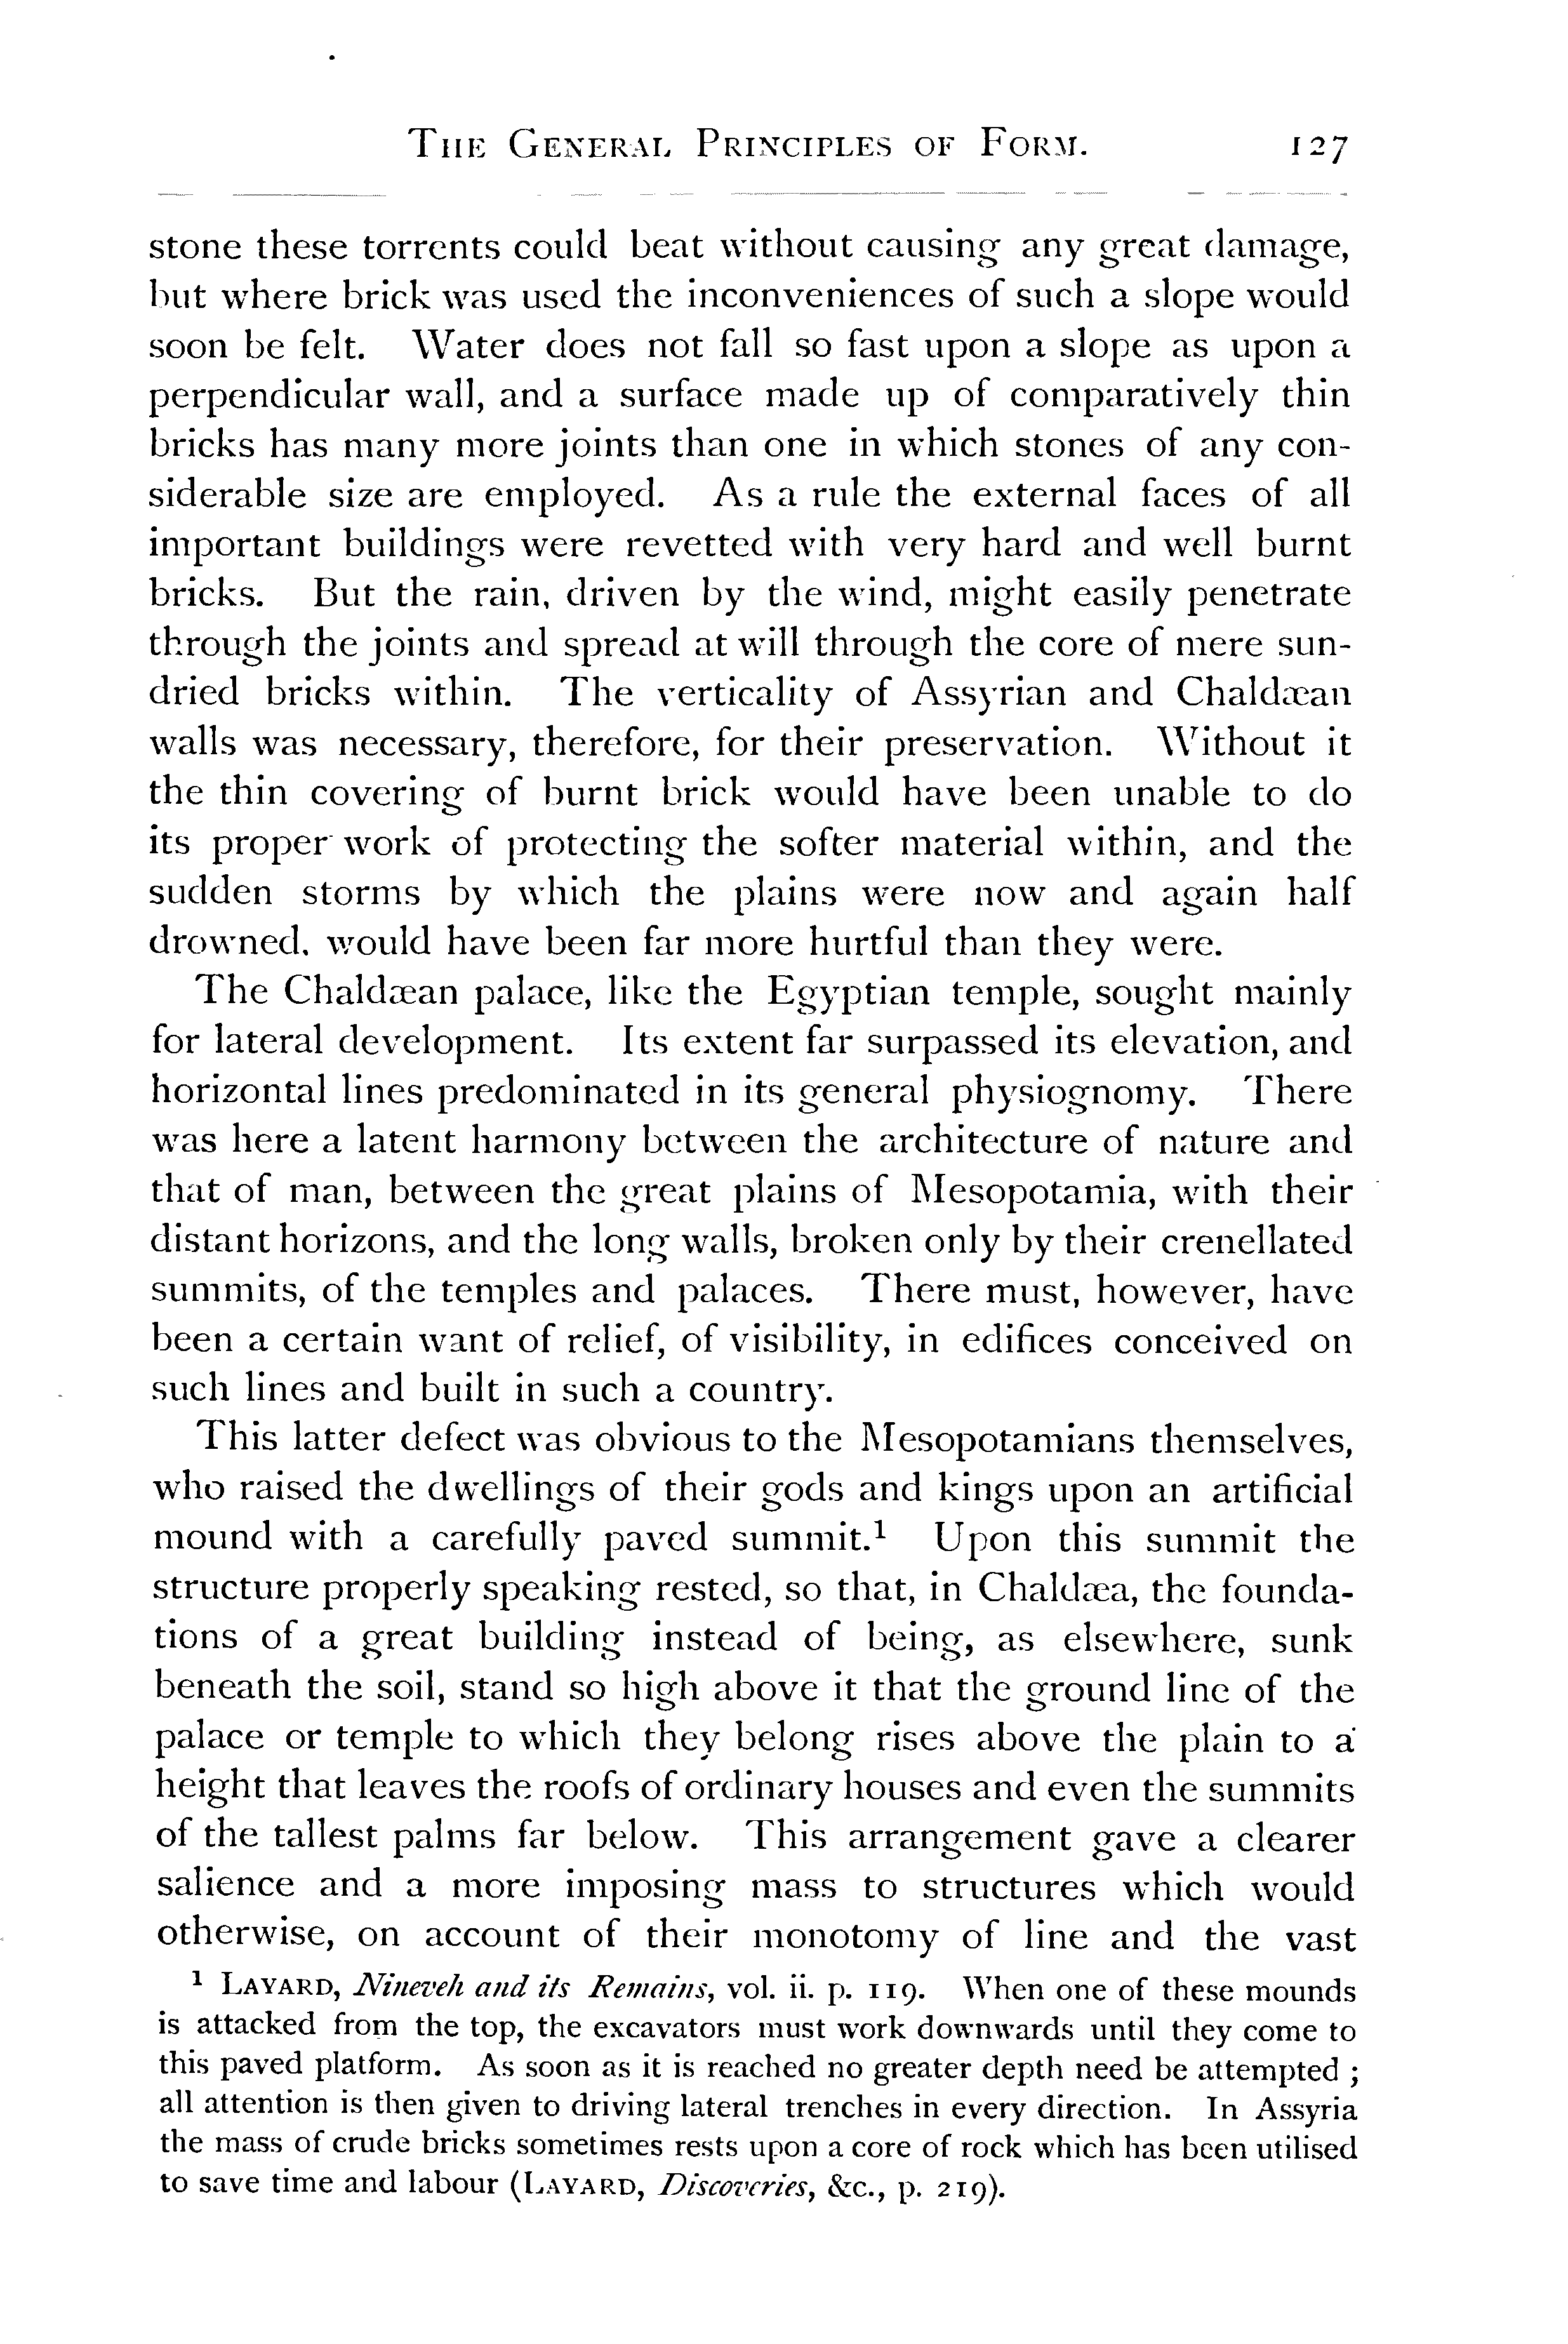 THE GENERAL PRINCIPLES OF FORM. 127
stone these torrents could beat without causing any great damage,
but where brick was used the inconveniences of such a slope would
soon be felt. Water does not fall so fast upon a slope as upon a
perpendicular wall, and a surface made up of comparatively thin
bricks has many more joints than one in which stones of any con-
siderable size are employed. As a rule the external faces of all
important buildings were revetted with very hard and well burnt
bricks. But the rain, driven by the wind, might easily penetrate
through the joints and spread at will through the core of mere sun-
dried bricks within. The verticality of Assyrian and Chaldæan
walls was necessary, therefore, for their preservation. Without it
the thin covering of burnt brick would have been unable to do
its proper work of protecting the softer material within, and the
sudden storms by which the plains were now and again half
drowned, would have been far more hurtful than they were.
The Chaldæan palace, like the Egyptian temple, sought mainly
for lateral development. Its extent far surpassed its elevation, and
horizontal lines predominated in its general physiognomy. There
was here a latent harmony between the architecture of nature and
that of man, between the great plains of Mesopotamia, with their
distant horizons, and the long walls, broken only by their crenellated
summits, of the temples and palaces. There must, however, have
been a certain want of relief, of visibility, in edifices conceived on
such lines and built in such a country.
This latter defect was obvious to the Mesopotamians themselves,
who raised the dwellings of their gods and kings upon an artificial
mound with a carefully paved summit.¹ Upon this summit the
structure properly speaking rested, so that, in Chaldæa, the founda-
tions of a great building instead of being, as elsewhere, sunk
beneath the soil, stand so high above it that the ground line of the
palace or temple to which they belong rises above the plain to a
height that leaves the roofs of ordinary houses and even the summits
of the tallest palms far below. This arrangement gave a clearer
salience and a more imposing mass to structures which would
otherwise, on account of their monotomy of line and the vast
¹ LAYARD, Nineveh and its Remains, vol. ii. p. 119. When one of these mounds
is attacked from the top, the excavators must work downwards until they come to
this paved platform. As soon as it is reached no greater depth need be attempted ;
all attention is then given to driving lateral trenches in every direction. In Assyria
the mass of crude bricks sometimes rests upon a core of rock which has been utilised
to save time and labour (LAYARD, Discoveries, &c., p. 219).